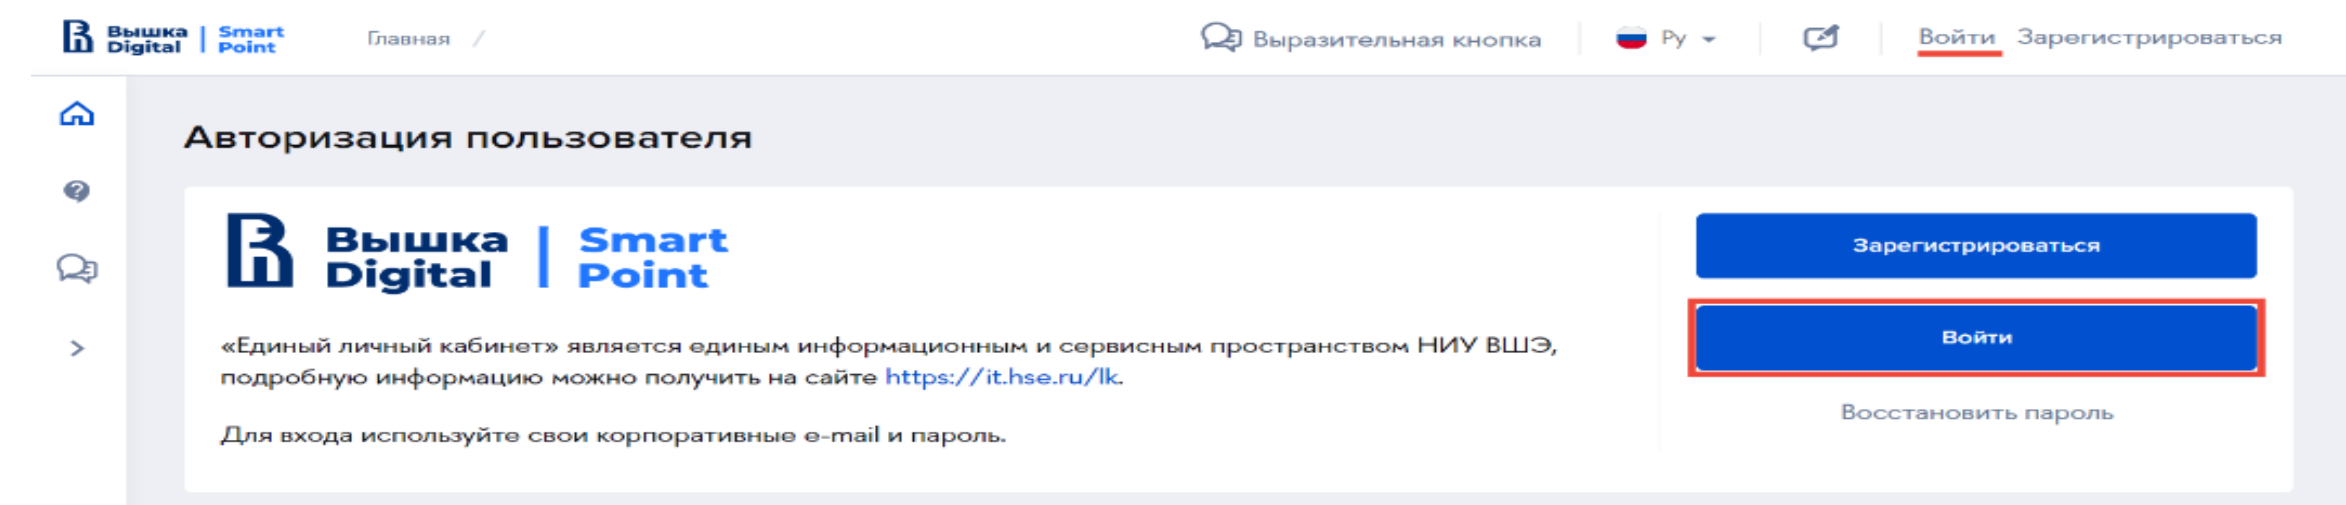 Вышка Digital | Smart Point
Главная /
Выразительная кнопка
Ру
Войти
Зарегистрироваться
Авторизация пользователя
Вышка | Smart
Digital | Point
«Единый личный кабинет» является единым информационным и сервисным пространством НИУ ВШЭ,
подробную информацию можно получить на сайте https://it.hse.ru/lk.
Для входа используйте свои корпоративные e-mail и пароль.
Зарегистрироваться
Войти
Восстановить пароль